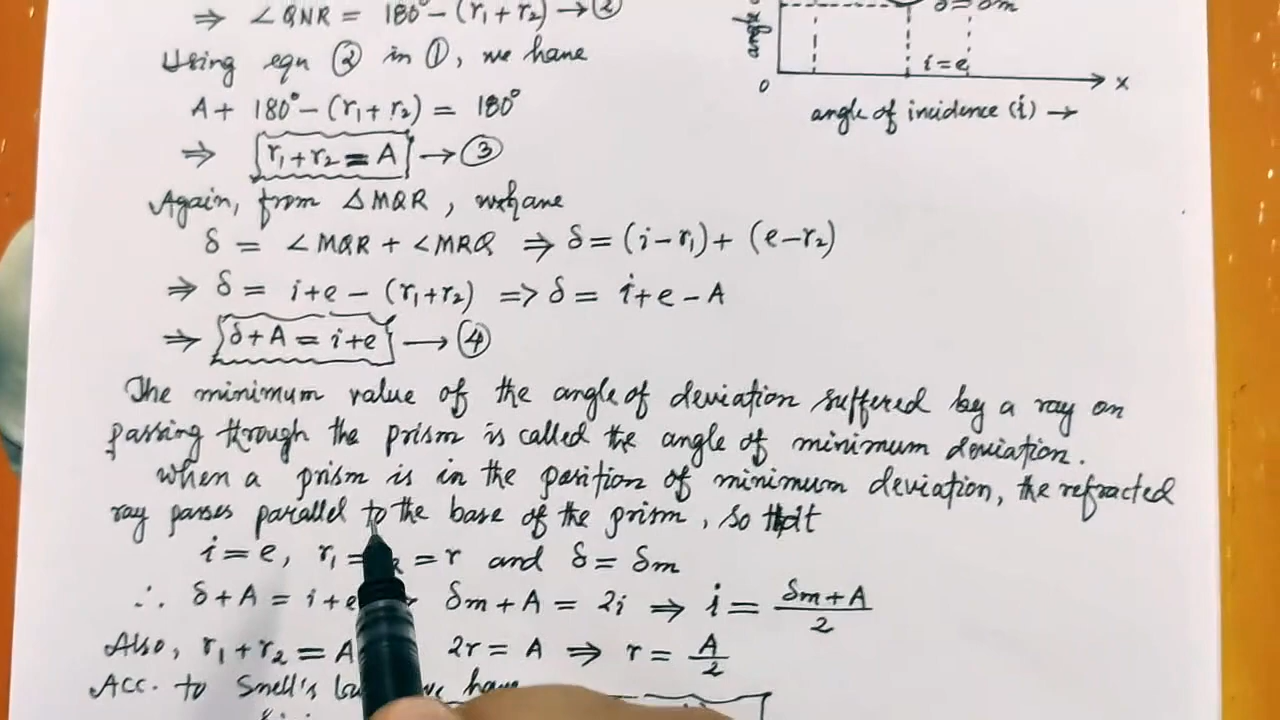 ⇒ ∠QNR = 180° – (r₁ + r₂) → ②
Using eqn ② in ①, we have
A + 180° – (r₁ + r₂) = 180°
⇒ r₁ + r₂ = A → ③
Again, from ΔMQR, we have
δ = ∠MQR + ∠MRQ ⇒ δ = (i – r₁) + (e – r₂)
⇒ δ = i + e – (r₁ + r₂) => δ = i + e – A
⇒ δ + A = i + e → ④
The minimum value of the angle of deviation suffered by a ray on
passing through the prism is called the angle of minimum deviation.
when a prism is in the position of minimum deviation, the refracted
ray passes parallel to the base of the prism, so that
i = e, r₁ = = r and δ = δm
∴ δ + A = i + e δm + A = 2i ⇒ i = (δm + A)/2
Also, r₁ + r₂ = A 2r = A ⇒ r = A/2
Acc. to Snell's
δ = δm
i = e
0
x
angle of incidence (i) →